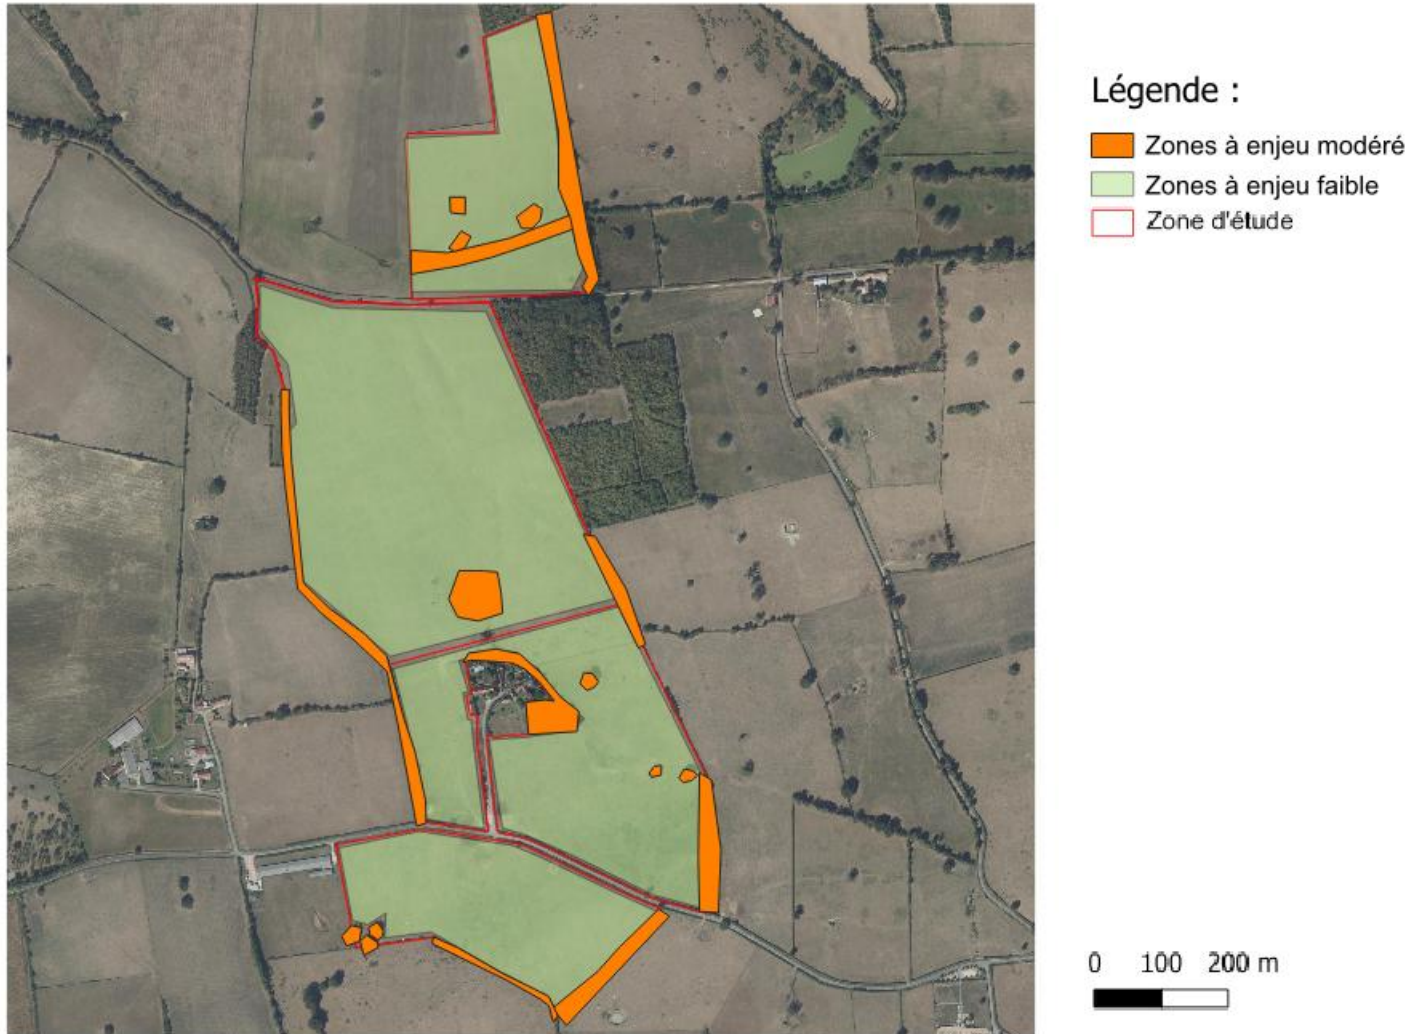 Légende :
Zones à enjeu modéré
Zones à enjeu faible
Zone d'étude
0 100 200 m